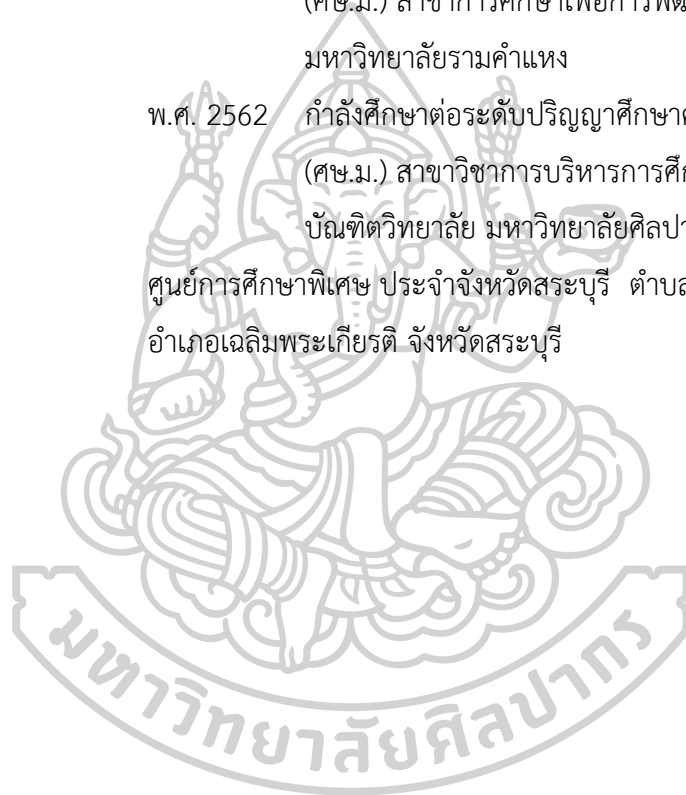 (ศษ.ม.) สาขาการศึกษาเพื่อการพัฒ
มหาวิทยาลัยรามคำแหง
พ.ศ. 2562 กำลังศึกษาต่อระดับปริญญาศึกษาศ
(ศษ.ม.) สาขาวิชาการบริหารการศึก
บัณฑิตวิทยาลัย มหาวิทยาลัยศิลปา
ศูนย์การศึกษาพิเศษ ประจำจังหวัดสระบุรี ตำบล
อำเภอเฉลิมพระเกียรติ จังหวัดสระบุรี
มหาวิทยาลัยศิลปากร